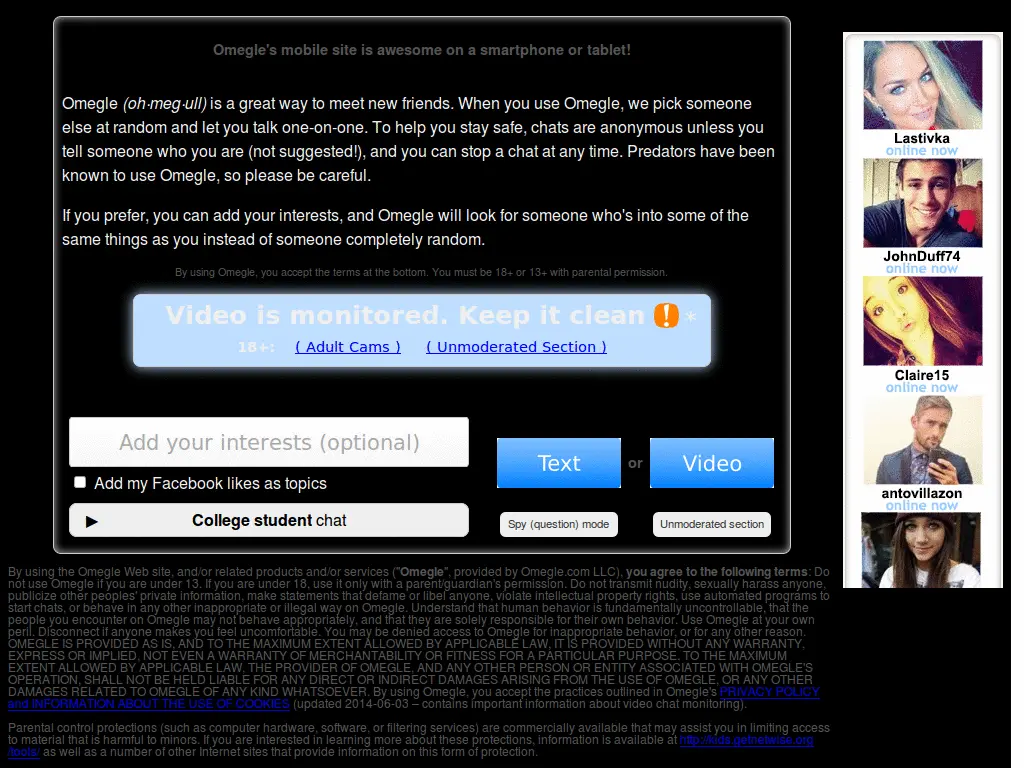 Omegle's mobile site is awesome on a smartphone or tablet!
Omegle (oh·meg·ull) is a great way to meet new friends. When you use Omegle, we pick someone
else at random and let you talk one-on-one. To help you stay safe, chats are anonymous unless you
tell someone who you are (not suggested!), and you can stop a chat at any time. Predators have been
known to use Omegle, so please be careful.
If you prefer, you can add your interests, and Omegle will look for someone who's into some of the
same things as you instead of someone completely random.
By using Omegle, you accept the terms at the bottom. You must be 18+ or 13+ with parental permission.
Video is monitored. Keep it clean ! *
18+: ( Adult Cams ) ( Unmoderated Section )
Add your interests (optional)
Add my Facebook likes as topics
▶ College student chat
Text or Video
Spy (question) mode Unmoderated section
Lastivka
online now
JohnDuff74
online now
Claire15
online now
antovillazon
online now
By using the Omegle Web site, and/or related products and/or services ("Omegle", provided by Omegle.com LLC), you agree to the following terms: Do
not use Omegle if you are under 13. If you are under 18, use it only with a parent/guardian's permission. Do not transmit nudity, sexually harass anyone,
publicize other peoples' private information, make statements that defame or libel anyone, violate intellectual property rights, use automated programs to
start chats, or behave in any other inappropriate or illegal way on Omegle. Understand that human behavior is fundamentally uncontrollable, that the
people you encounter on Omegle may not behave appropriately, and that they are solely responsible for their own behavior. Use Omegle at your own
peril. Disconnect if anyone makes you feel uncomfortable. You may be denied access to Omegle for inappropriate behavior, or for any other reason.
OMEGLE IS PROVIDED AS IS, AND TO THE MAXIMUM EXTENT ALLOWED BY APPLICABLE LAW, IT IS PROVIDED WITHOUT ANY WARRANTY,
EXPRESS OR IMPLIED, NOT EVEN A WARRANTY OF MERCHANTABILITY OR FITNESS FOR A PARTICULAR PURPOSE. TO THE MAXIMUM
EXTENT ALLOWED BY APPLICABLE LAW, THE PROVIDER OF OMEGLE, AND ANY OTHER PERSON OR ENTITY ASSOCIATED WITH OMEGLE'S
OPERATION, SHALL NOT BE HELD LIABLE FOR ANY DIRECT OR INDIRECT DAMAGES ARISING FROM THE USE OF OMEGLE, OR ANY OTHER
DAMAGES RELATED TO OMEGLE OF ANY KIND WHATSOEVER. By using Omegle, you accept the practices outlined in Omegle's PRIVACY POLICY
and INFORMATION ABOUT THE USE OF COOKIES (updated 2014-06-03 – contains important information about video chat monitoring).
Parental control protections (such as computer hardware, software, or filtering services) are commercially available that may assist you in limiting access
to material that is harmful to minors. If you are interested in learning more about these protections, information is available at http://kids.getnetwise.org
/tools/ as well as a number of other Internet sites that provide information on this form of protection.